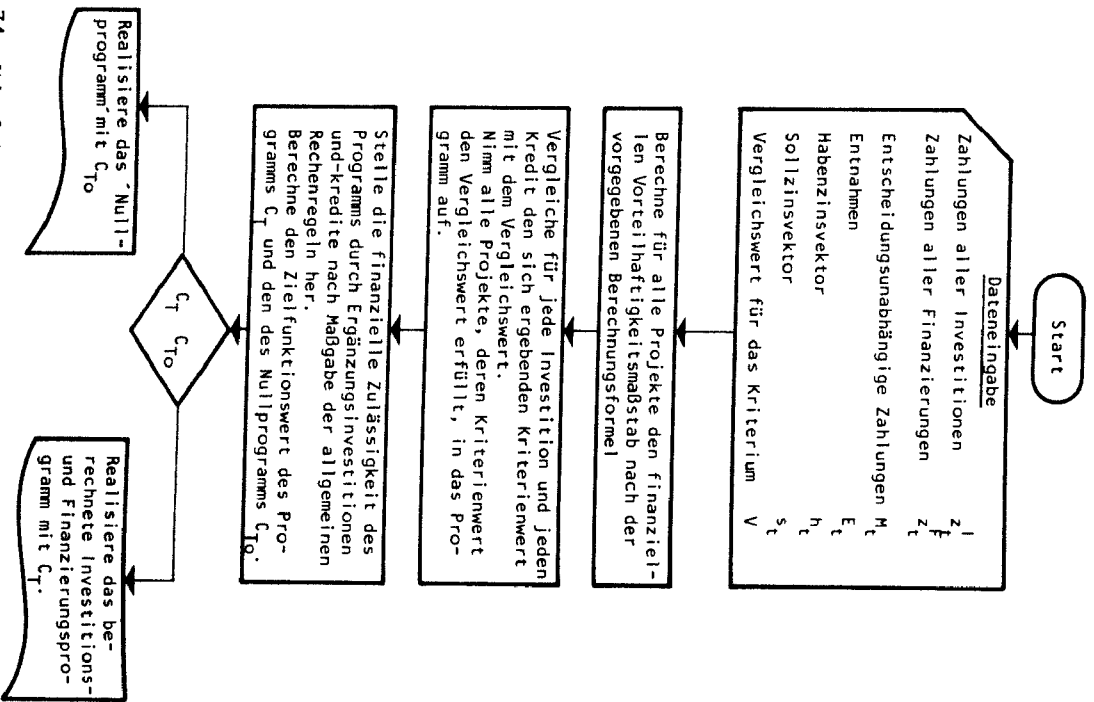 Start
Dateneingabe
Zahlungen aller Investitionen z_t^I
Zahlungen aller Finanzierungen z_t^F
Entscheidungsunabhängige Zahlungen M_t
Entnahmen E_t
Habenzinsvektor h_t
Sollzinsvektor s_t
Vergleichswert für das Kriterium V
Berechne für alle Projekte den finanziel-
len Vorteilhaftigkeitsmaßstab nach der
vorgegebenen Berechnungsformel
Vergleiche für jede Investition und jeden
Kredit den sich ergebenden Kriterienwert
mit dem Vergleichswert.
Nimm alle Projekte, deren Kriterienwert
den Vergleichswert erfüllt, in das Pro-
gramm auf.
Stelle die finanzielle Zulässigkeit des
Programms durch Ergänzungsinvestitionen
und-kredite nach Maßgabe der allgemeinen
Rechenregeln her.
Berechne den Zielfunktionswert des Pro-
gramms C_T und den des Nullprogramms C_To.
C_T C_To
Realisiere das 'Null-
programm' mit C_To
Realisiere das be-
rechnete Investitions-
und Finanzierungspro-
gramm mit C_T.